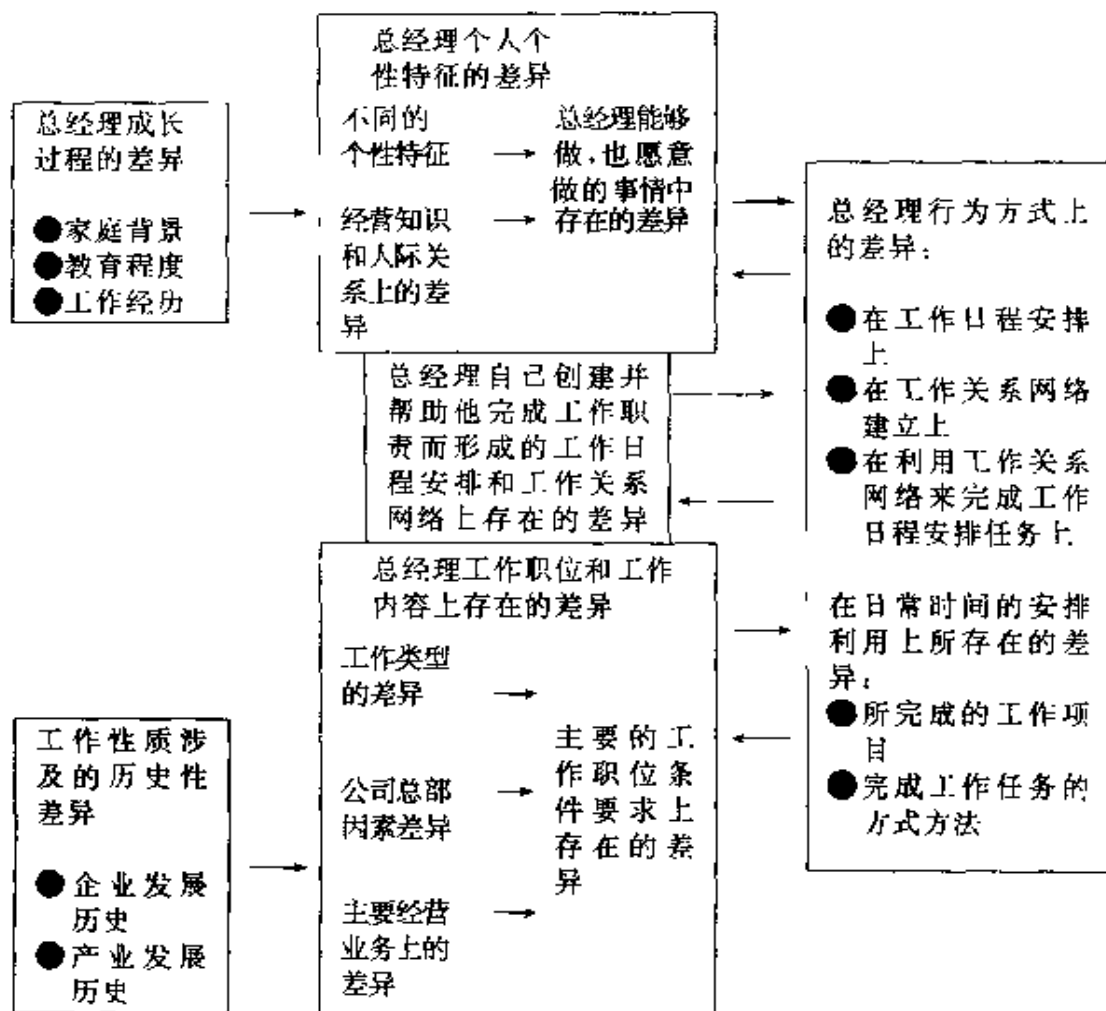 总经理成长
过程的差异
●家庭背景
●教育程度
●工作经历
总经理个人个
性特征的差异
不同的
个性特征
经营知识
和人际关
系上的差
异
总经理能够
做,也愿意
做的事情中
存在的差异
总经理自己创建并
帮助他完成工作职
责而形成的工作日
程安排和工作关系
网络上存在的差异
工作性质涉
及的历史性
差异
●企业发展
历史
●产业发展
历史
总经理工作职位和工作
内容上存在的差异
工作类型
的差异
公司总部
因素差异
主要经营
业务上的
差异
主要的工
作职位条
件要求上
存在的差
异
总经理行为方式上
的差异:
●在工作日程安排
上
●在工作关系网络
建立上
●在利用工作关系
网络来完成工作
日程安排任务上
在日常时间的安排
利用上所存在的差
异:
●所完成的工作项
目
●完成工作任务的
方式方法